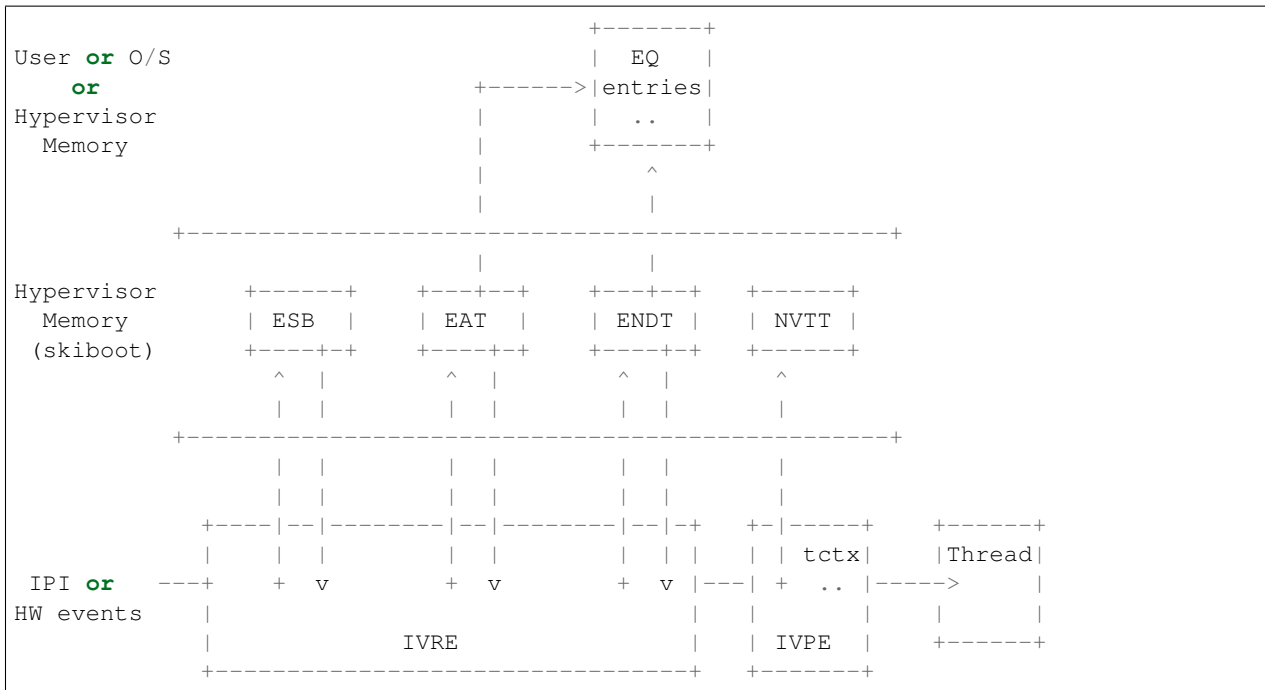 +-------+
User or O/S                             |  EQ   |
    or                          +------>|entries|
Hypervisor                      |       |  ..   |
  Memory                        |       +-------+
                                |           ^
                                |           |
           +-------------------------------------------------+
                                |           |
Hypervisor      +------+    +---+--+    +---+--+   +------+
  Memory        | ESB  |    | EAT  |    | ENDT |   | NVTT |
 (skiboot)      +----+-+    +----+-+    +----+-+   +------+
                  ^  |        ^  |        ^  |       ^
                  |  |        |  |        |  |       |
           +-------------------------------------------------+
                  |  |        |  |        |  |       |
                  |  |        |  |        |  |       |
             +----|--|--------|--|--------|--|-+   +-|-----+    +------+
             |    |  |        |  |        |  | |   | | tctx|    |Thread|
 IPI or   ---+    +  v        +  v        +  v |---| +  .. |----->     |
HW events    |                                 |   |       |    |      |
             |             IVRE                |   | IVPE  |    +------+
             +---------------------------------+   +-------+